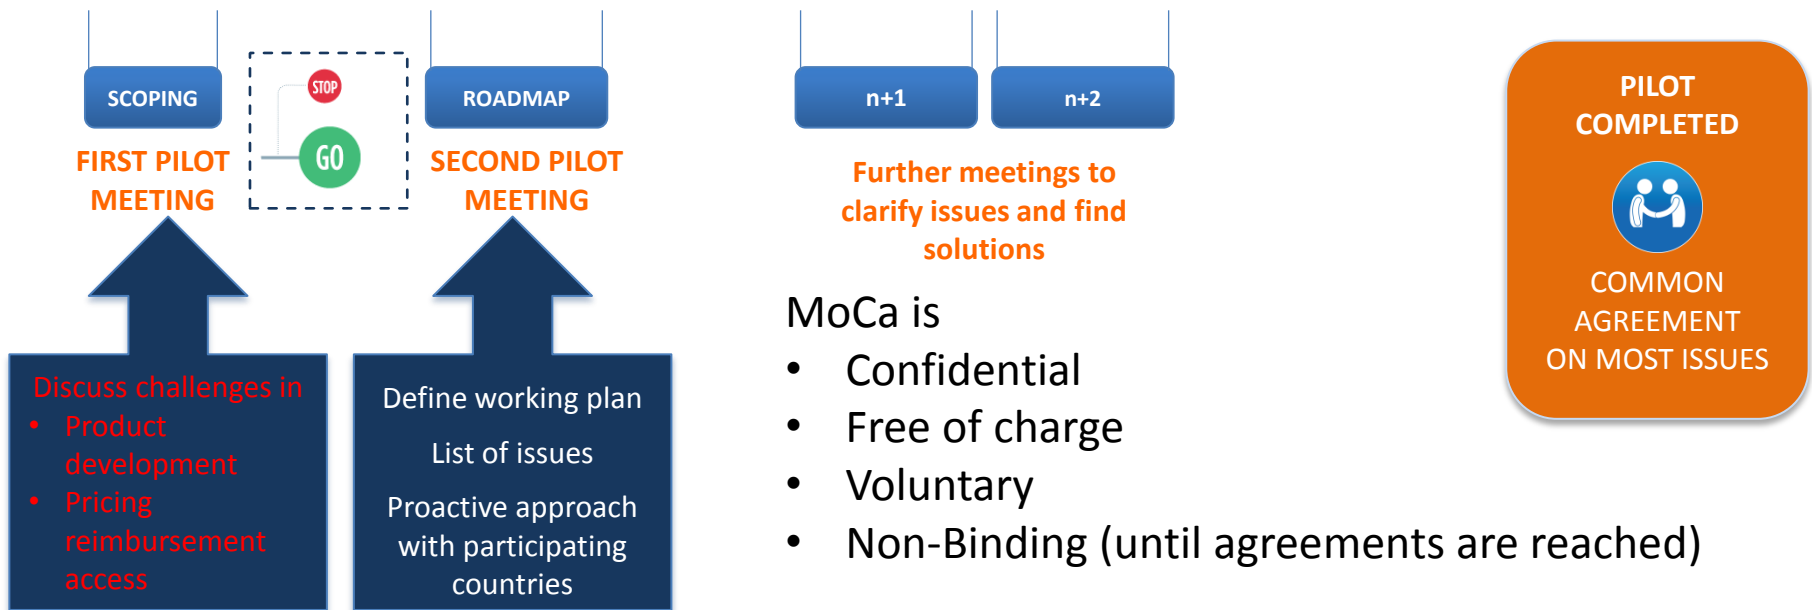 SCOPING
STOP
GO
ROADMAP
n+1
n+2
FIRST PILOT
MEETING
SECOND PILOT
MEETING
Further meetings to
clarify issues and find
solutions
PILOT
COMPLETED
COMMON
AGREEMENT
ON MOST ISSUES
Discuss challenges in
• Product
development
• Pricing
reimbursement
access
Define working plan
List of issues
Proactive approach
with participating
countries
MoCa is
• Confidential
• Free of charge
• Voluntary
• Non-Binding (until agreements are reached)